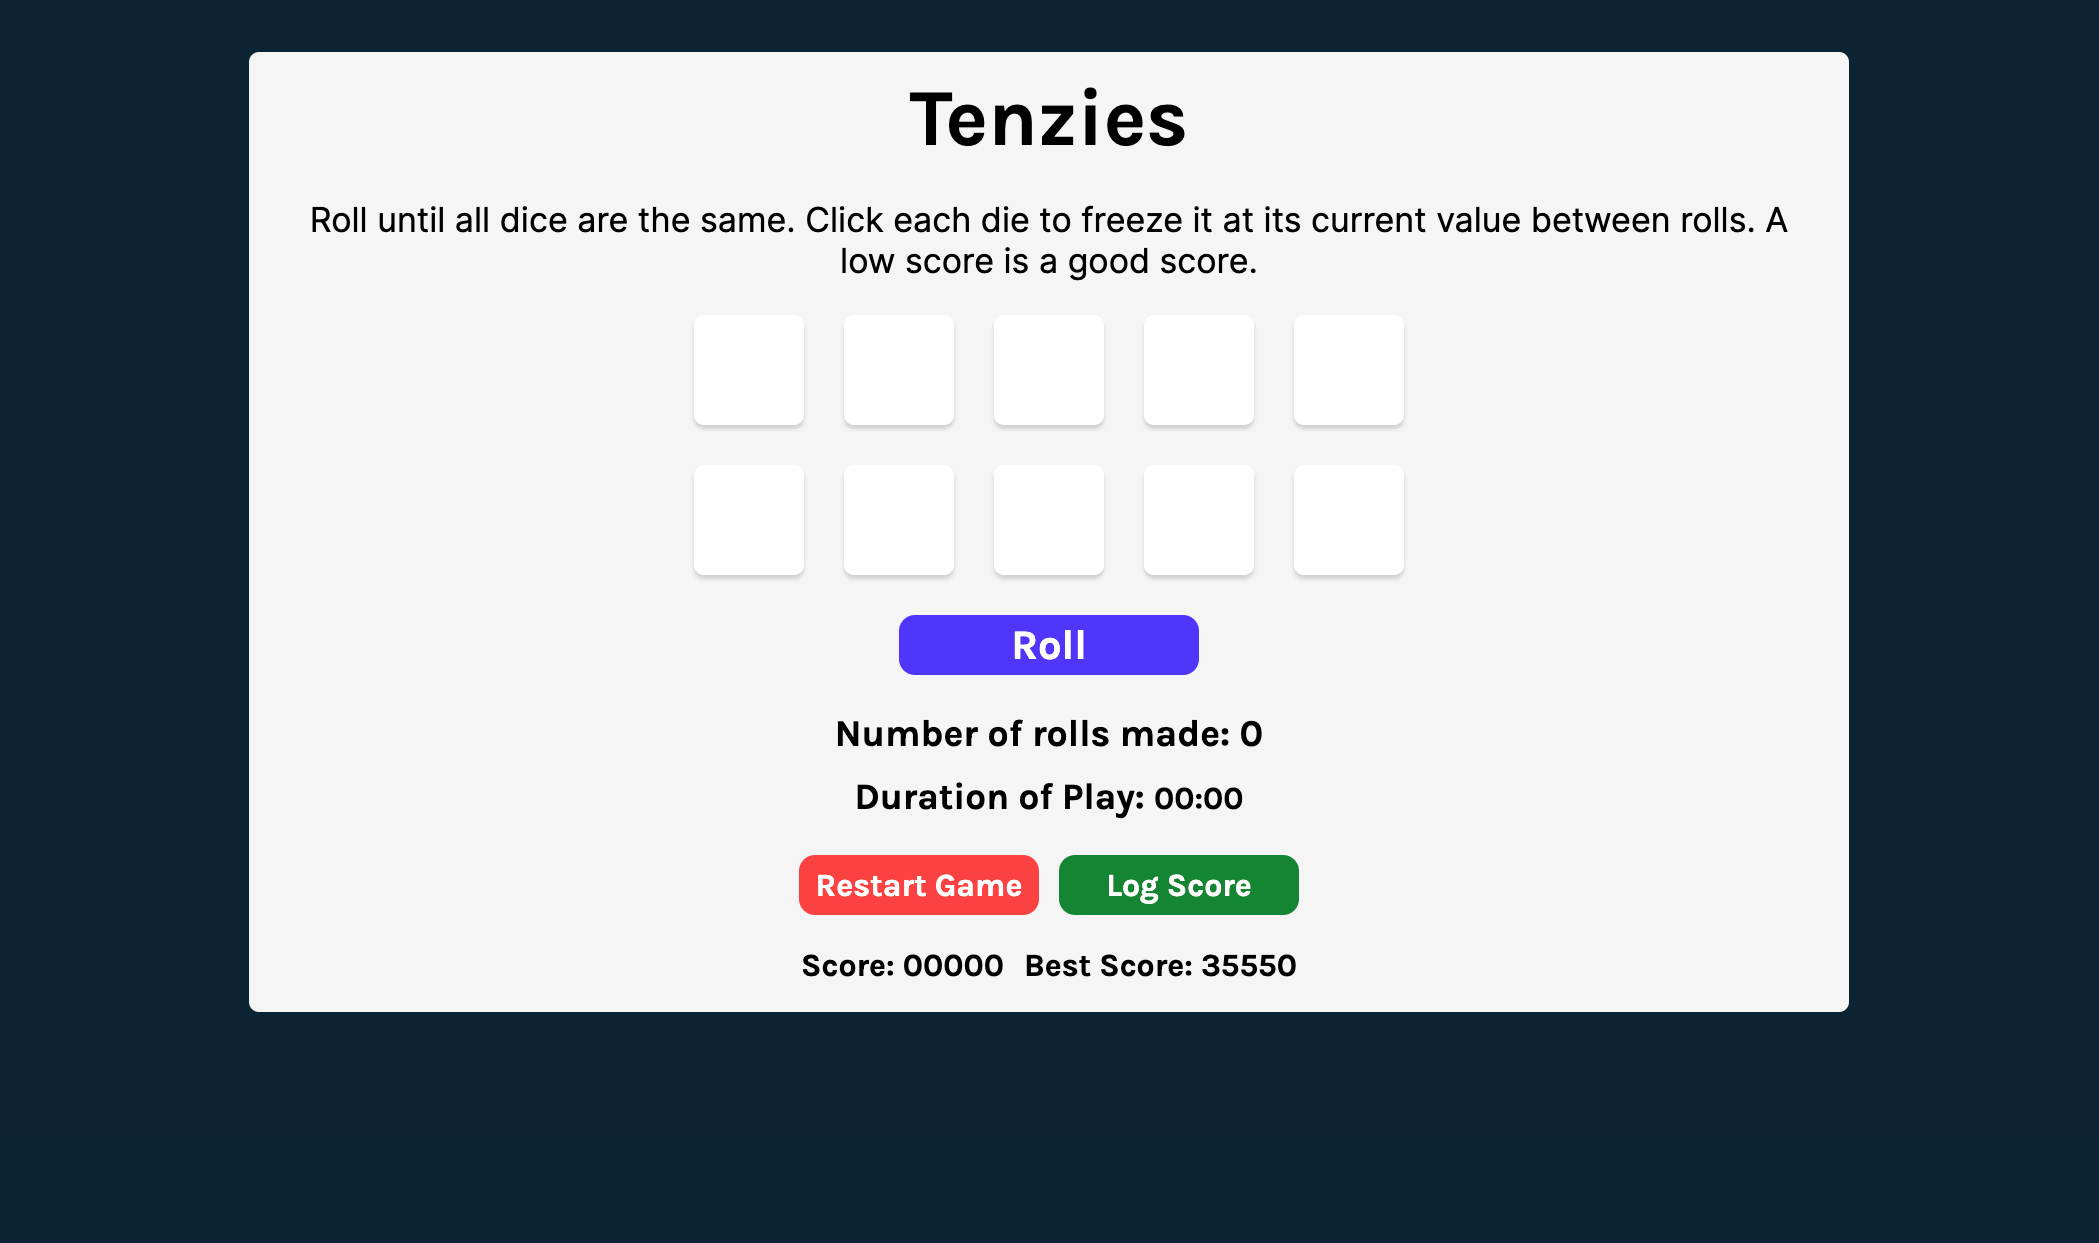 Tenzies
Roll until all dice are the same. Click each die to freeze it at its current value between rolls. A
low score is a good score.
Roll
Number of rolls made: 0
Duration of Play: 00:00
Restart Game
Log Score
Score: 00000 Best Score: 35550